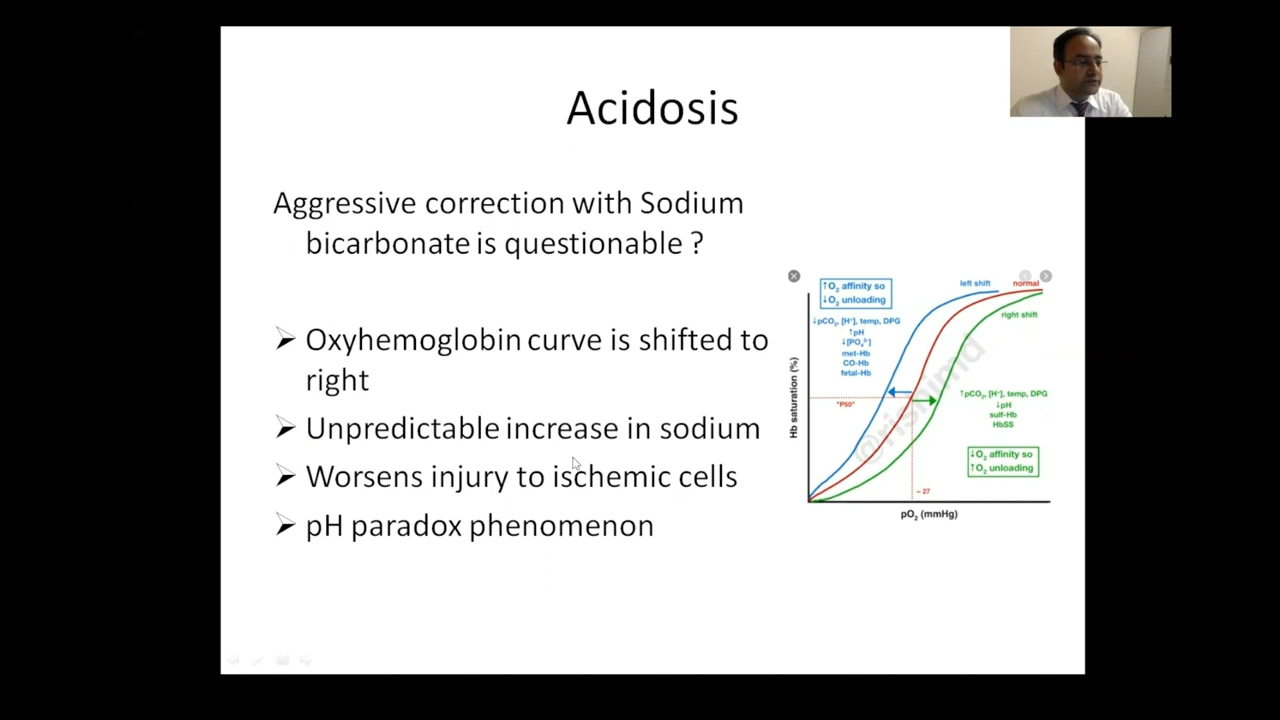 Acidosis
Aggressive correction with Sodium
bicarbonate is questionable ?
Oxyhemoglobin curve is shifted to
right
Unpredictable increase in sodium
Worsens injury to ischemic cells
pH paradox phenomenon
↑O₂ affinity so
↓O₂ unloading
↓pCO₂, [H⁺], temp, DPG
↑pH
↓[PO₄³⁻]
met-Hb
CO-Hb
fetal-Hb
left shift
normal
right shift
Hb saturation (%)
"P50"
↑pCO₂, [H⁺], temp, DPG
↓pH
sulf-Hb
HbSS
↓O₂ affinity so
↑O₂ unloading
~ 27
pO₂ (mmHg)
@rishimd